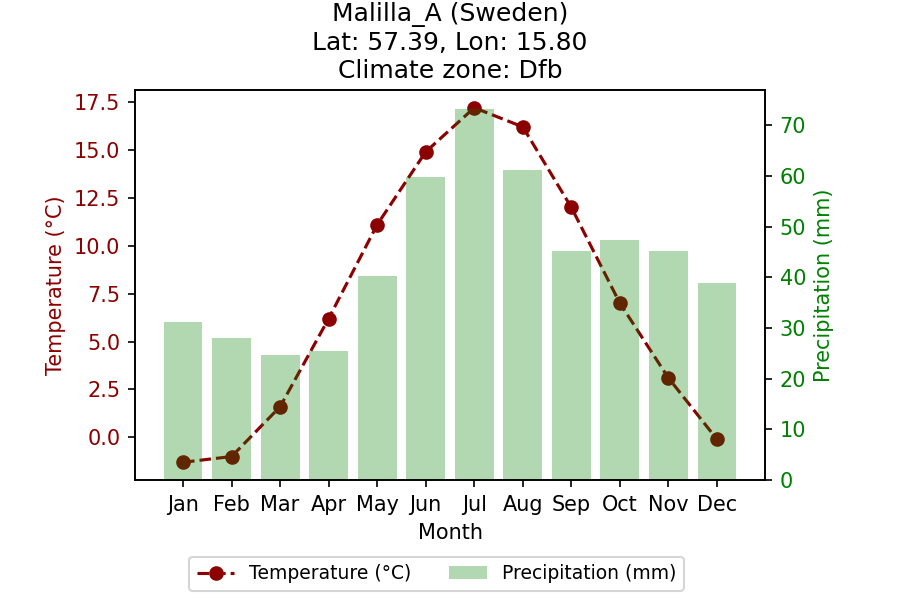 Malilla_A (Sweden)
Lat: 57.39, Lon: 15.80
Climate zone: Dfb
Temperature (°C)
17.5
15.0
12.5
10.0
7.5
5.0
2.5
0.0
Precipitation (mm)
70
60
50
40
30
20
10
0
Jan Feb Mar Apr May Jun Jul Aug Sep Oct Nov Dec
Month
Temperature (°C) Precipitation (mm)